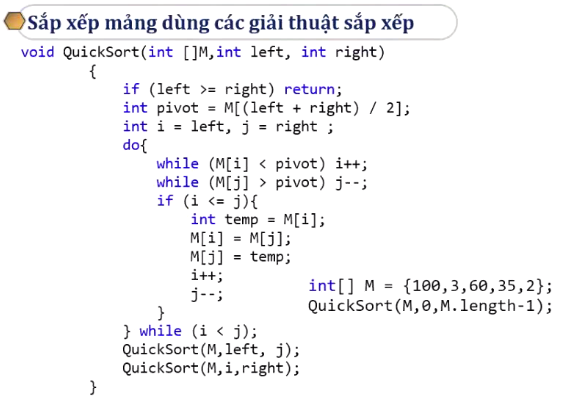 Sắp xếp mảng dùng các giải thuật sắp xếp
void QuickSort(int []M,int left, int right)
{
if (left >= right) return;
int pivot = M[(left + right) / 2];
int i = left, j = right ;
do{
while (M[i] < pivot) i++;
while (M[j] > pivot) j--;
if (i <= j){
int temp = M[i];
M[i] = M[j];
M[j] = temp;
i++;
j--;
}
} while (i < j);
QuickSort(M,left, j);
QuickSort(M,i,right);
}
int[] M = {100,3,60,35,2};
QuickSort(M,0,M.length-1);